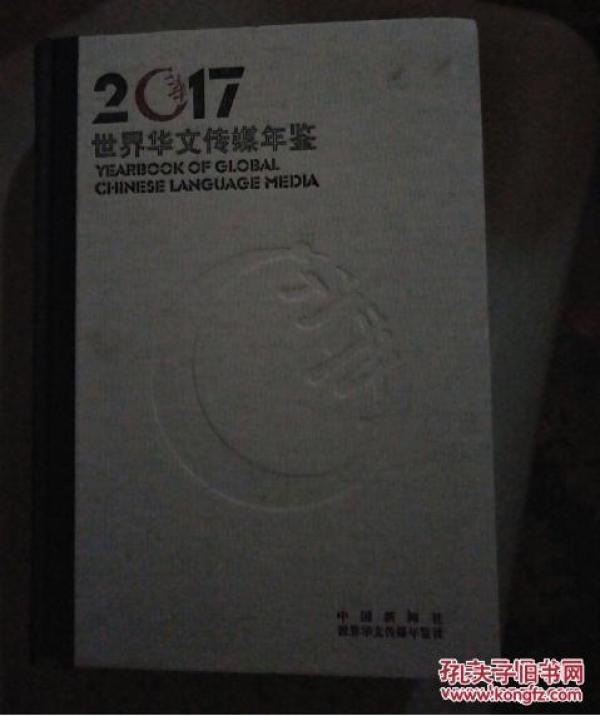 2017
世界华文传媒年鉴
YEARBOOK OF GLOBAL
CHINESE LANGUAGE MEDIA
中国新闻社
世界华文传媒年鉴社
孔夫子旧书网
www.kongfz.com